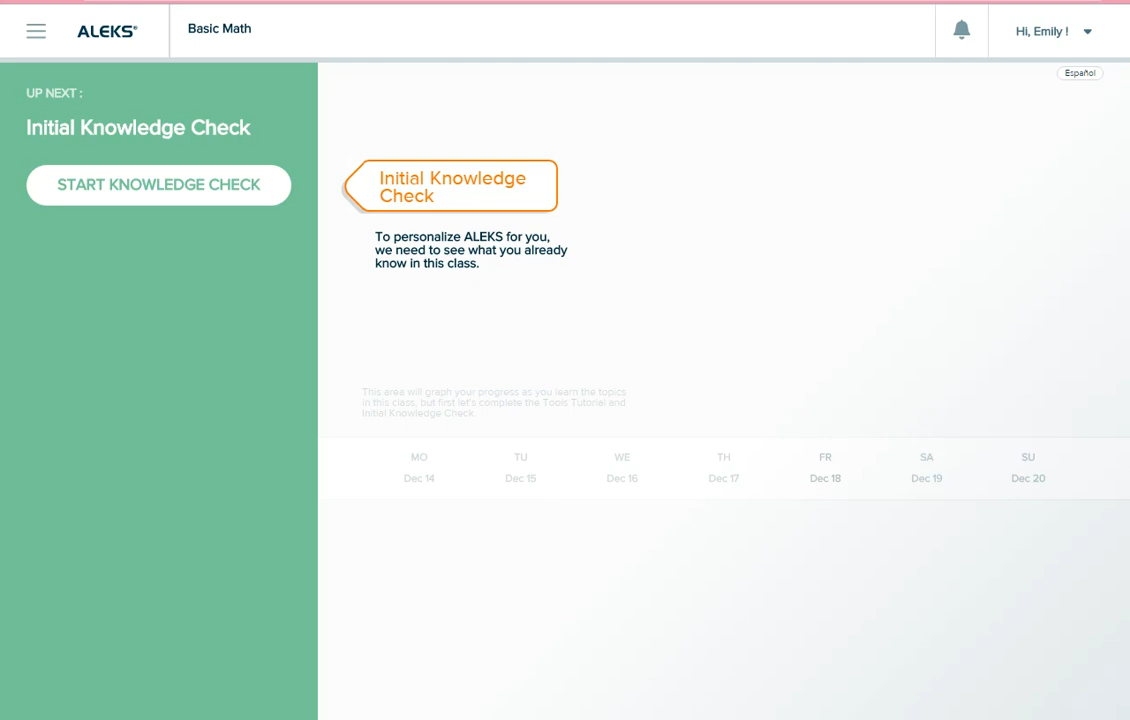 ALEKS®
Basic Math
Hi, Emily !
Español
UP NEXT :
Initial Knowledge Check
START KNOWLEDGE CHECK
Initial Knowledge
Check
To personalize ALEKS for you,
we need to see what you already
know in this class.
This area will graph your progress as you learn the topics
in this class, but first let's complete the Tools Tutorial and
Initial Knowledge Check.
MO TU WE TH FR SA SU
Dec 14 Dec 15 Dec 16 Dec 17 Dec 18 Dec 19 Dec 20